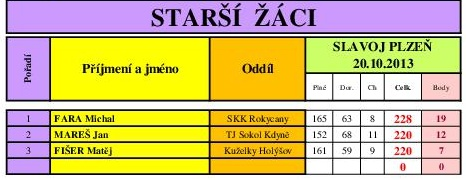 STARŠÍ ŽÁCI
Pořadí Příjmení a jméno Oddíl SLAVOJ PLZEŇ
20.10.2013
Plné Dor. Ch Celk Body
1 FARA Michal SKK Rokycany 165 63 8 228 19
2 MAREŠ Jan TJ Sokol Kdyně 152 68 11 220 12
3 FIŠER Matěj Kuželky Holýšov 161 59 9 220 7
0 0